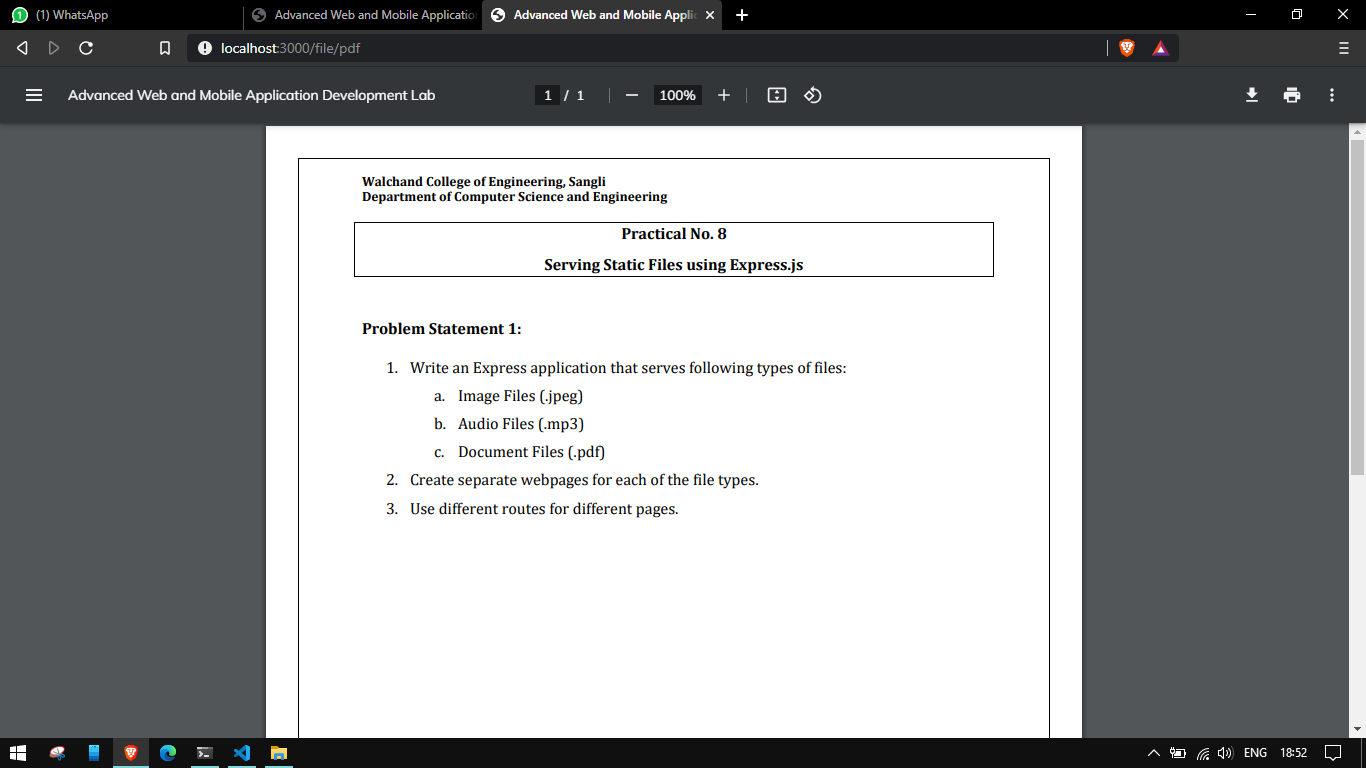 (1) WhatsApp
Advanced Web and Mobile Applicatio
Advanced Web and Mobile Appli
localhost:3000/file/pdf
Advanced Web and Mobile Application Development Lab
1 / 1
100%
Walchand College of Engineering, Sangli
Department of Computer Science and Engineering
Practical No. 8
Serving Static Files using Express.js
Problem Statement 1:
1. Write an Express application that serves following types of files:
a. Image Files (.jpeg)
b. Audio Files (.mp3)
c. Document Files (.pdf)
2. Create separate webpages for each of the file types.
3. Use different routes for different pages.
ENG 18:52